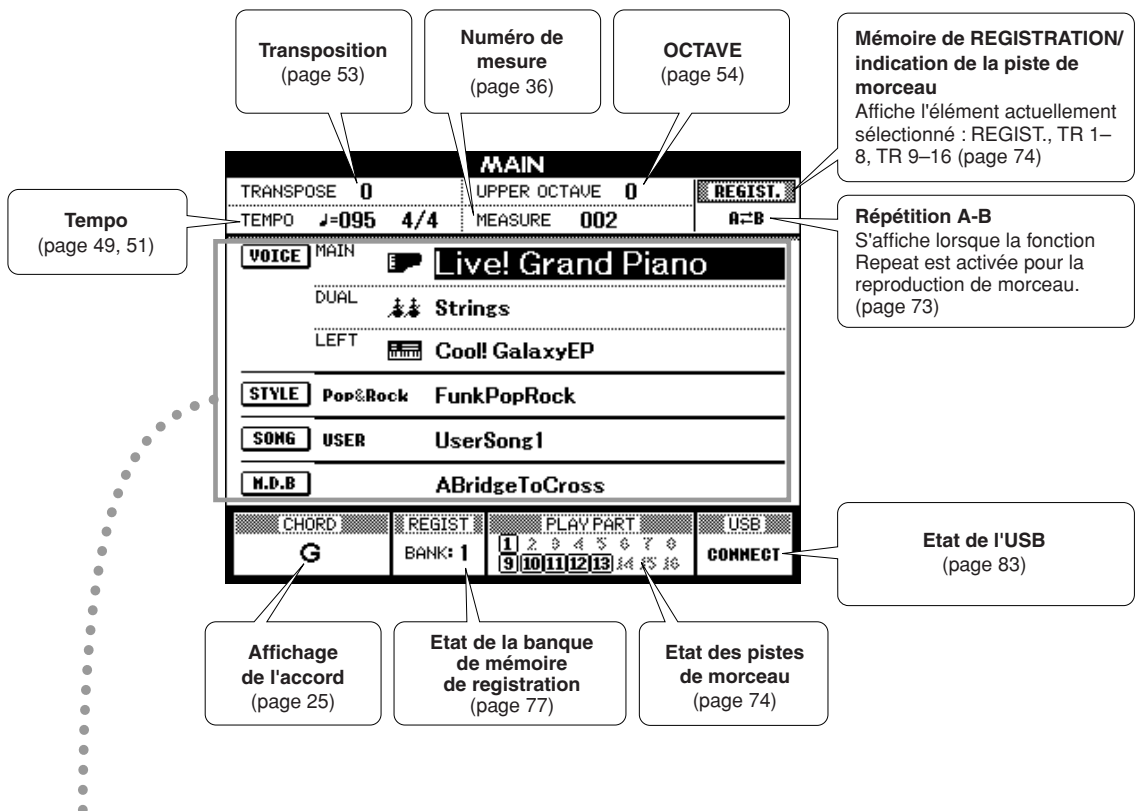 Transposition
(page 53)
Numéro de
mesure
(page 36)
OCTAVE
(page 54)
Mémoire de REGISTRATION/
indication de la piste de
morceau
Affiche l'élément actuellement
sélectionné : REGIST., TR 1–
8, TR 9–16 (page 74)
Tempo
(page 49, 51)
MAIN
TRANSPOSE 0 UPPER OCTAVE 0 REGIST.
TEMPO ♩=095 4/4 MEASURE 002 A⇄B
VOICE MAIN Live! Grand Piano
DUAL Strings
LEFT Cool! GalaxyEP
STYLE Pop&Rock FunkPopRock
SONG USER UserSong1
M.D.B ABridgeToCross
CHORD REGIST PLAY PART USB
G BANK: 1 1 2 3 4 5 6 7 8 CONNECT
9 10 11 12 13 14 15 16
Répétition A-B
S'affiche lorsque la fonction
Repeat est activée pour la
reproduction de morceau.
(page 73)
Etat de l'USB
(page 83)
Affichage
de l'accord
(page 25)
Etat de la banque
de mémoire
de registration
(page 77)
Etat des pistes
de morceau
(page 74)